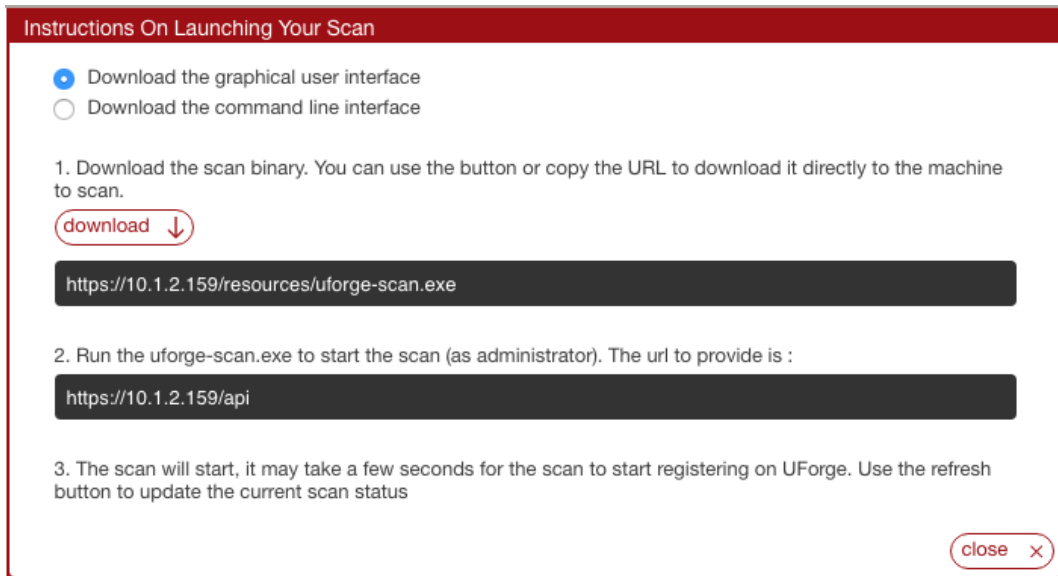 Instructions On Launching Your Scan
Download the graphical user interface
Download the command line interface
1. Download the scan binary. You can use the button or copy the URL to download it directly to the machine
to scan.
download
https://10.1.2.159/resources/uforge-scan.exe
2. Run the uforge-scan.exe to start the scan (as administrator). The url to provide is :
https://10.1.2.159/api
3. The scan will start, it may take a few seconds for the scan to start registering on UForge. Use the refresh
button to update the current scan status
close